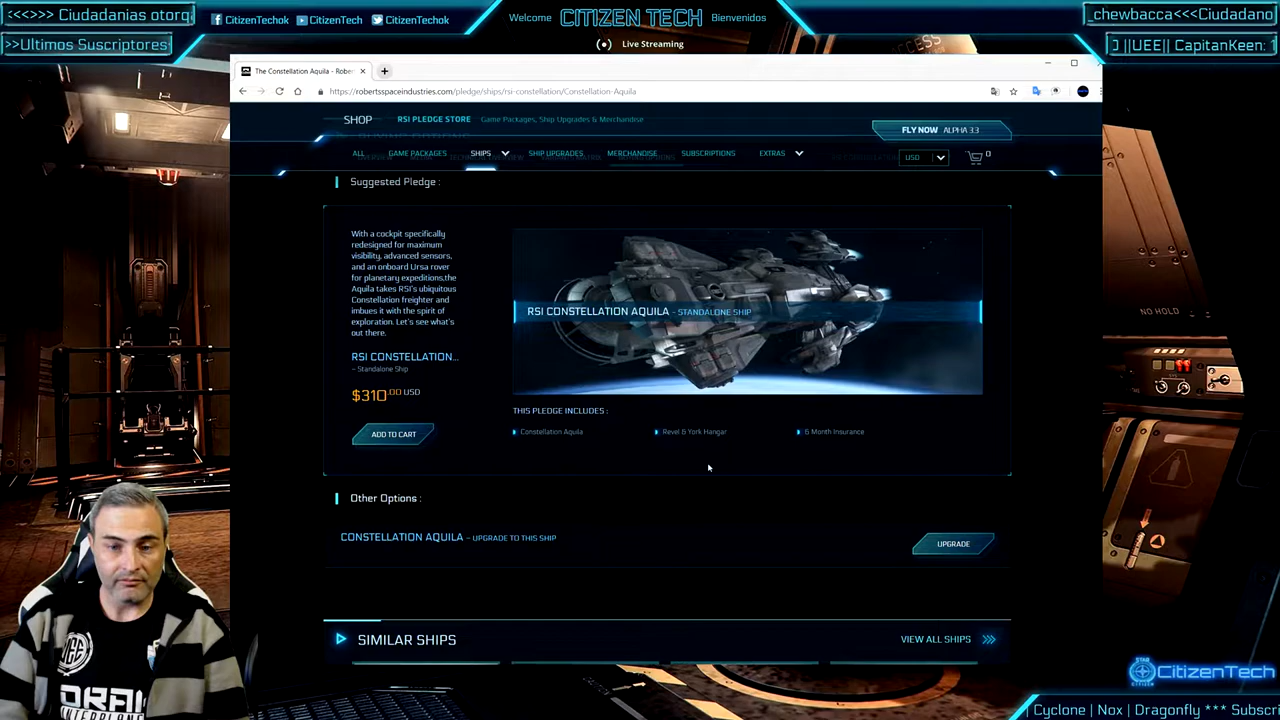 <<<>>> Ciudadanias otorg
>>Ultimos Suscriptores
CitizenTechok
CitizenTech
CitizenTechok
Welcome
CITIZEN TECH
Bienvenidos
Live Streaming
_chewbacca<<<Ciudadano
||UEE|| CapitanKeen: 1
The Constellation Aquila - Rober
https://robertsspaceindustries.com/pledge/ships/rsi-constellation/Constellation-Aquila
SHOP
RSI PLEDGE STORE
Game Packages, Ship Upgrades & Merchandise
FLY NOW ALPHA 3.3
ALL
GAME PACKAGES
SHIPS
SHIP UPGRADES
MERCHANDISE
SUBSCRIPTIONS
EXTRAS
USD
0
Suggested Pledge :
With a cockpit specifically
redesigned for maximum
visibility, advanced sensors,
and an onboard Ursa rover
for planetary expeditions,the
Aquila takes RSI's ubiquitous
Constellation freighter and
imbues it with the spirit of
exploration. Let's see what's
out there.
RSI CONSTELLATION...
– Standalone Ship
$310.00 USD
ADD TO CART
RSI CONSTELLATION AQUILA - STANDALONE SHIP
THIS PLEDGE INCLUDES :
Constellation Aquila
Revel & York Hangar
6 Month Insurance
Other Options :
CONSTELLATION AQUILA – UPGRADE TO THIS SHIP
UPGRADE
SIMILAR SHIPS
VIEW ALL SHIPS
NO HOLD
UEE
DRAK
INTERPLANE
CitizenTech
| Cyclone | Nox | Dragonfly *** Suscri